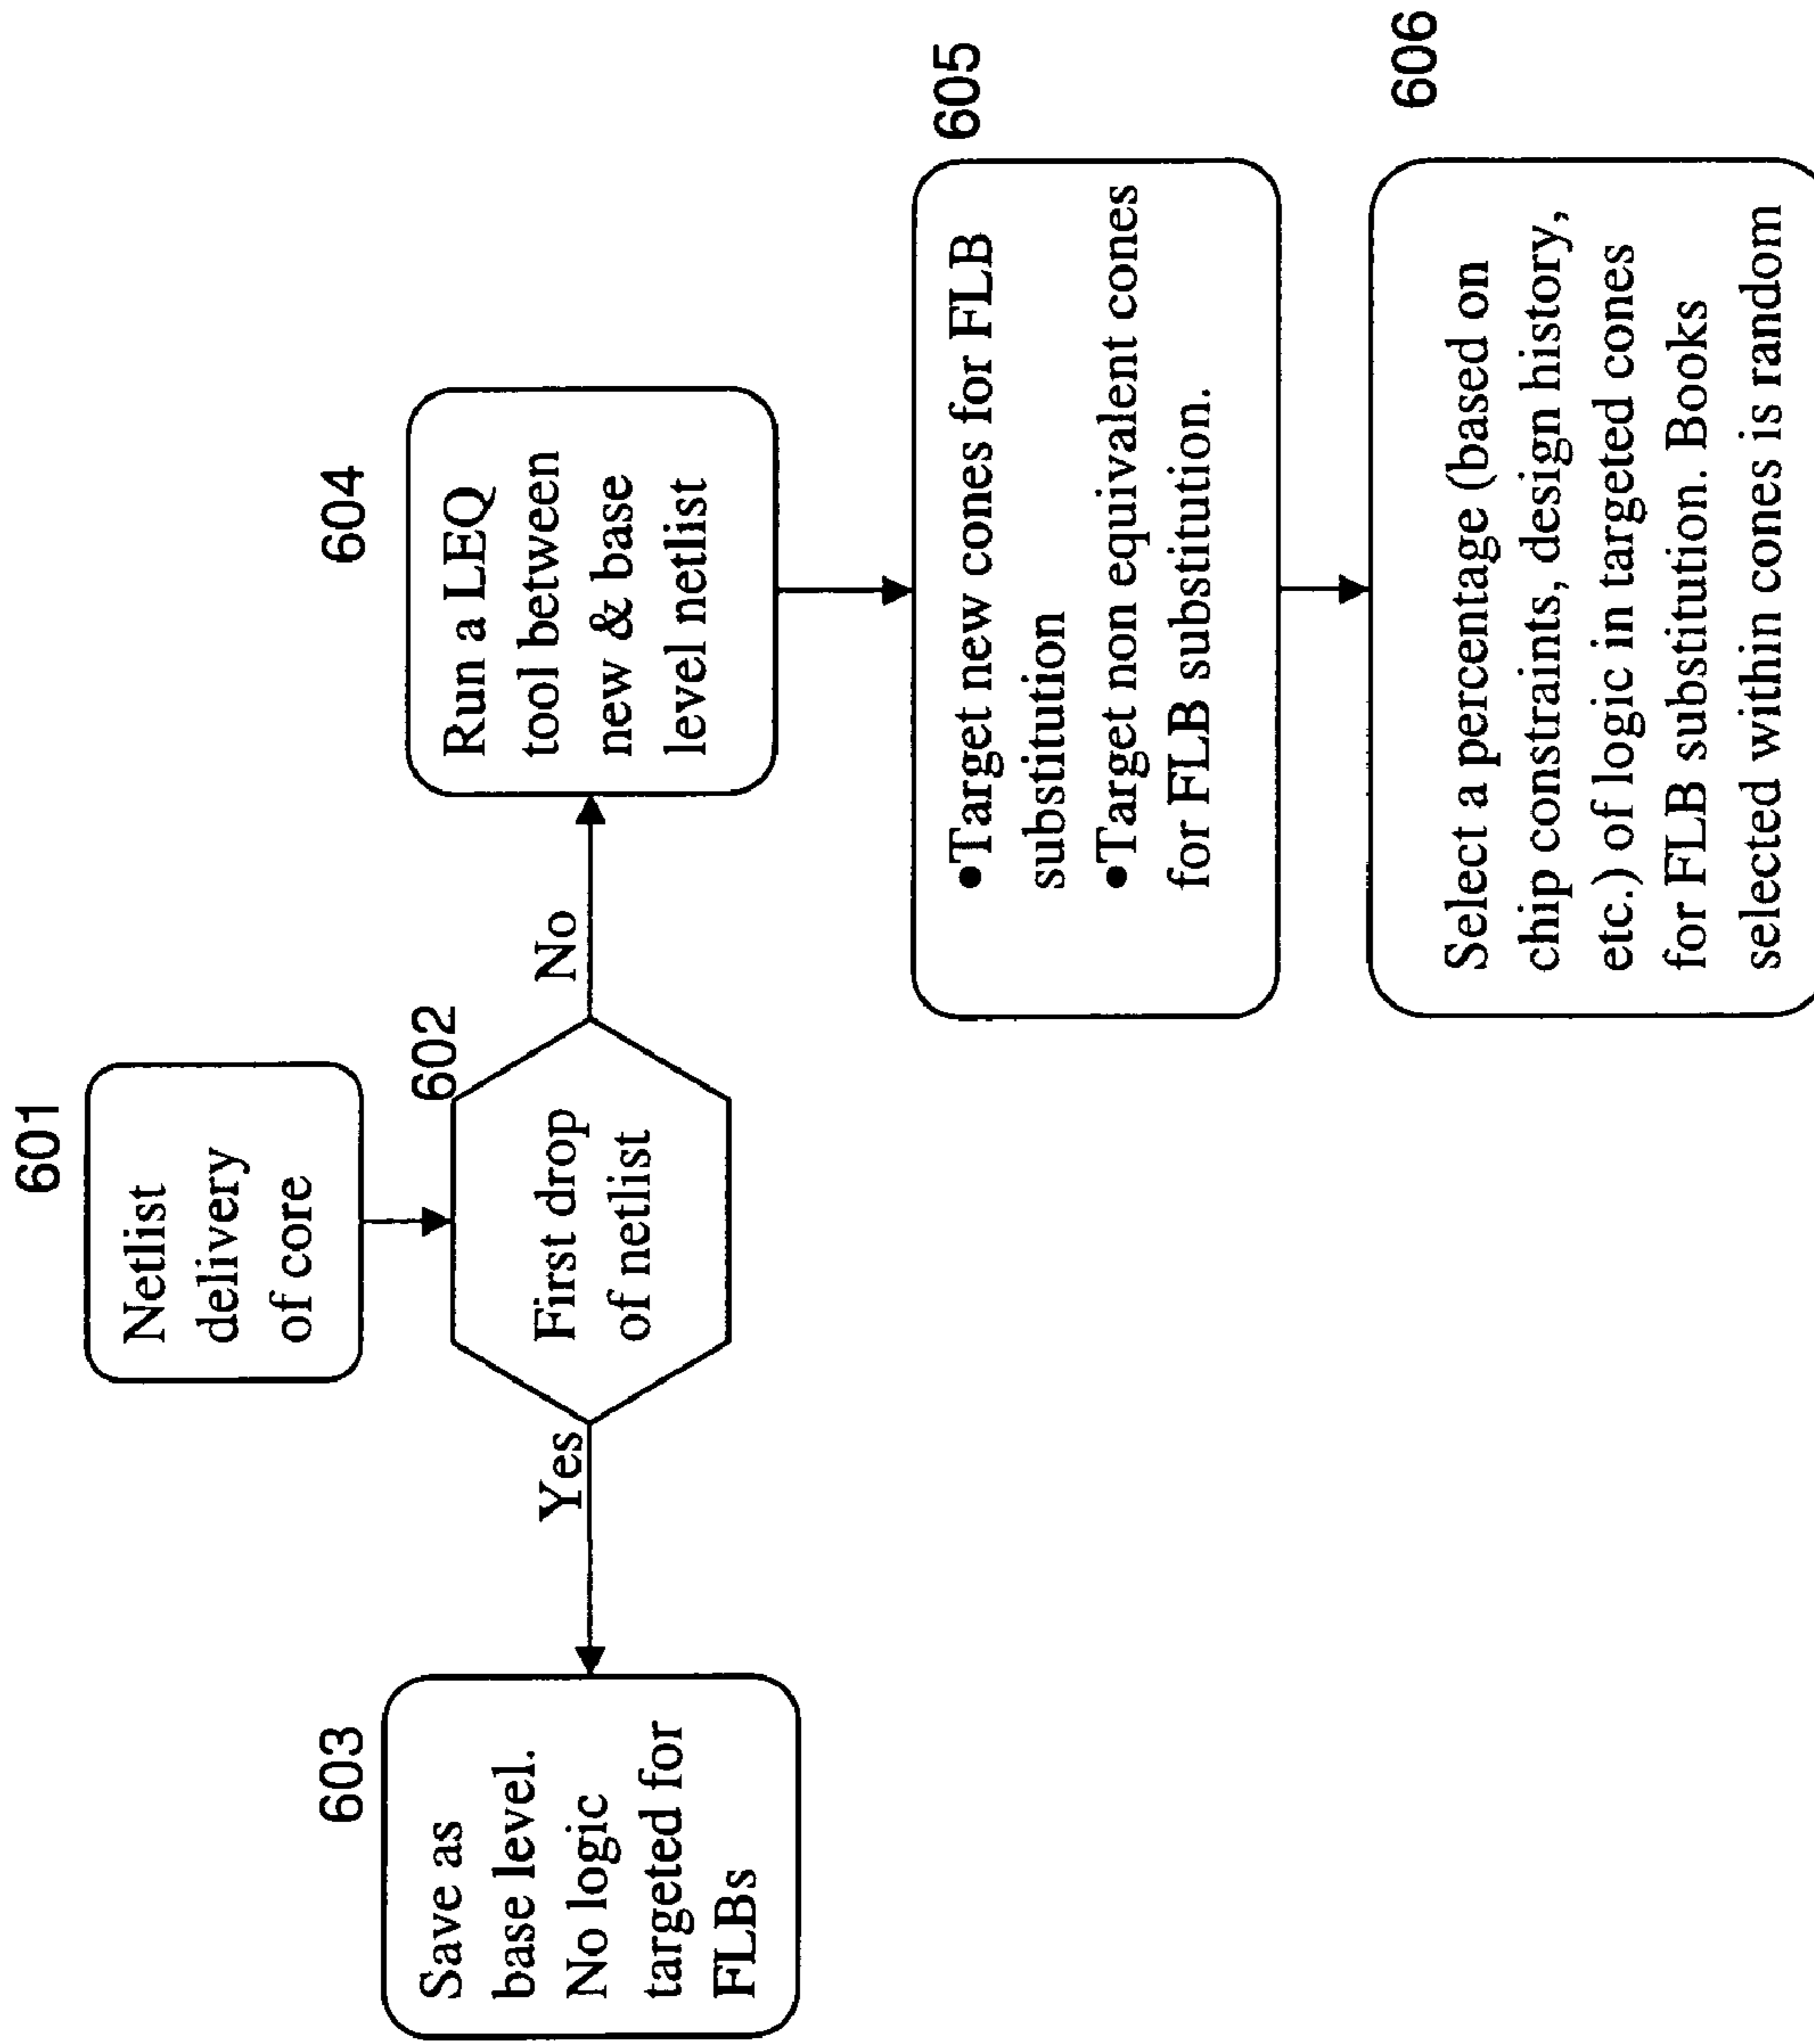 601
Netlist
delivery
of core
602
First drop
of netlist
Yes
No
603
Save as
base level.
No logic
targeted for
FLBs
604
Run a LEQ
tool between
new & base
level netlist
605
•Target new cones for FLB
substitution
•Target non equivalent cones
for FLB substitution.
606
Select a percentage (based on
chip constraints, design history,
etc.) of logic in targeted cones
for FLB substitution. Books
selected within cones is random